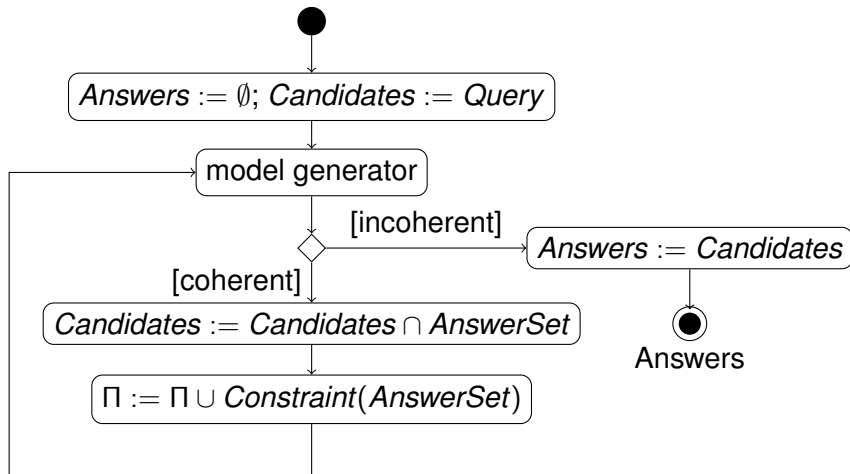 Answers := ∅; Candidates := Query
model generator
[incoherent]
Answers := Candidates
[coherent]
Candidates := Candidates ∩ AnswerSet
Answers
Π := Π ∪ Constraint(AnswerSet)